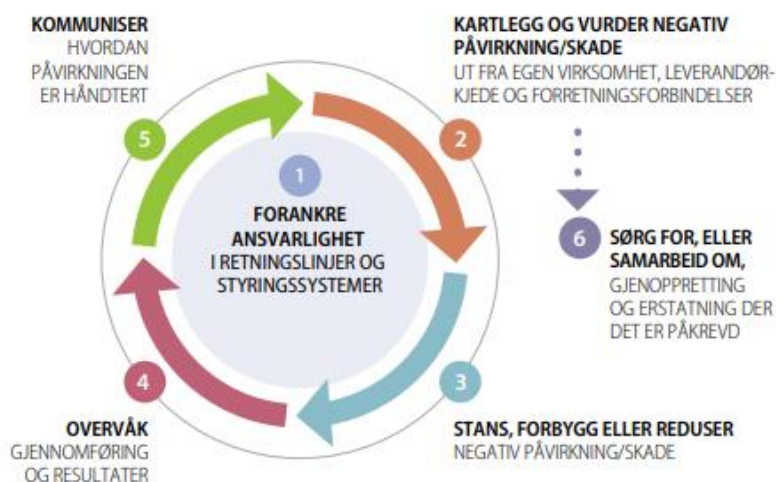 1
FORANKRE
ANSVARLIGHET
I RETNINGSLINJER OG
STYRINGSSYSTEMER
2
KARTLEGG OG VURDER NEGATIV
PÅVIRKNING/SKADE
UT FRA EGEN VIRKSOMHET, LEVERANDØR-
KJEDE OG FORRETNINGSFORBINDELSER
3
STANS, FORBYGG ELLER REDUSER
NEGATIV PÅVIRKNING/SKADE
4
OVERVÅK
GJENNOMFØRING
OG RESULTATER
5
KOMMUNISER
HVORDAN
PÅVIRKNINGEN
ER HÅNDTERT
6
SØRG FOR, ELLER
SAMARBEID OM,
GJENOPPRETTING
OG ERSTATNING DER
DET ER PÅKREVD